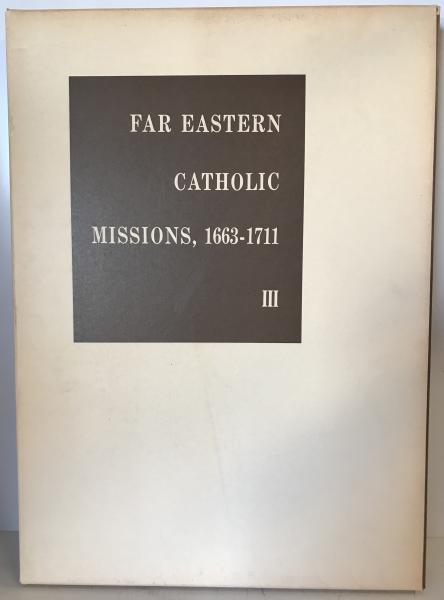 FAR EASTERN
CATHOLIC
MISSIONS, 1663-1711
III